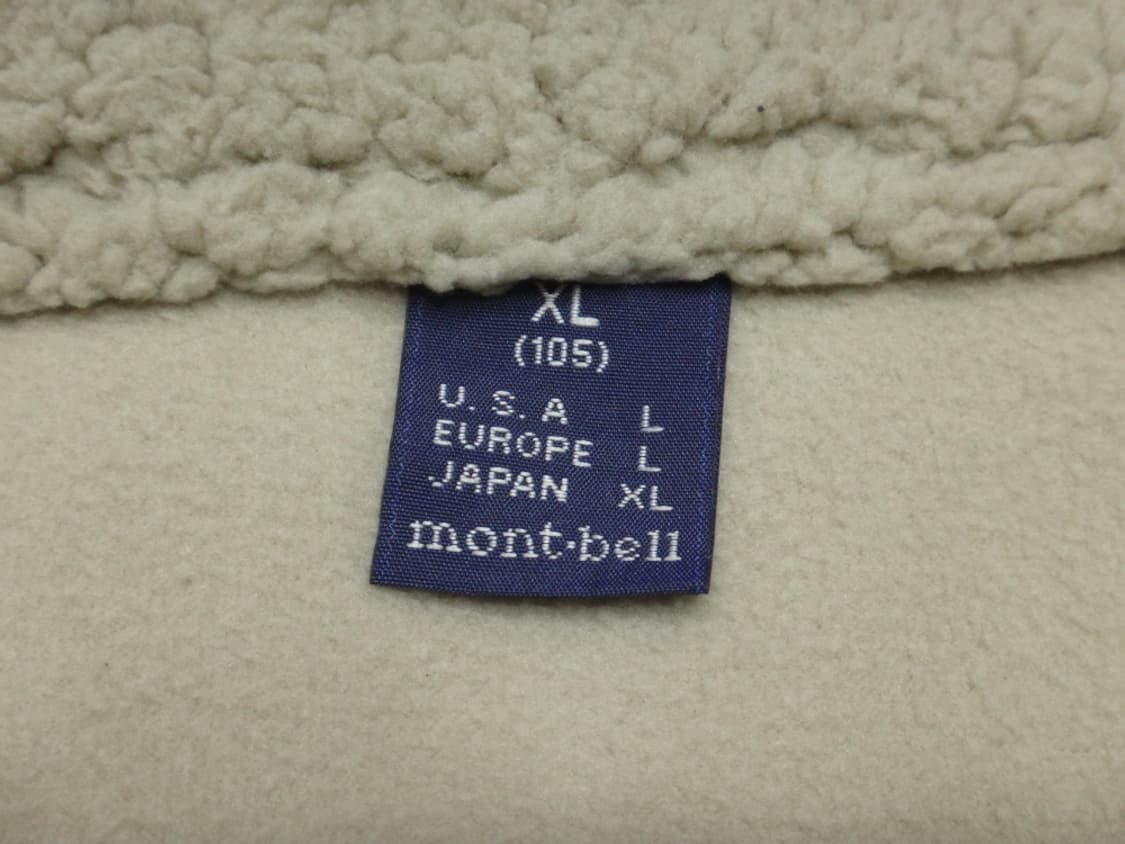 XL
(105)
U.S.A L
EUROPE L
JAPAN XL
mont-bell